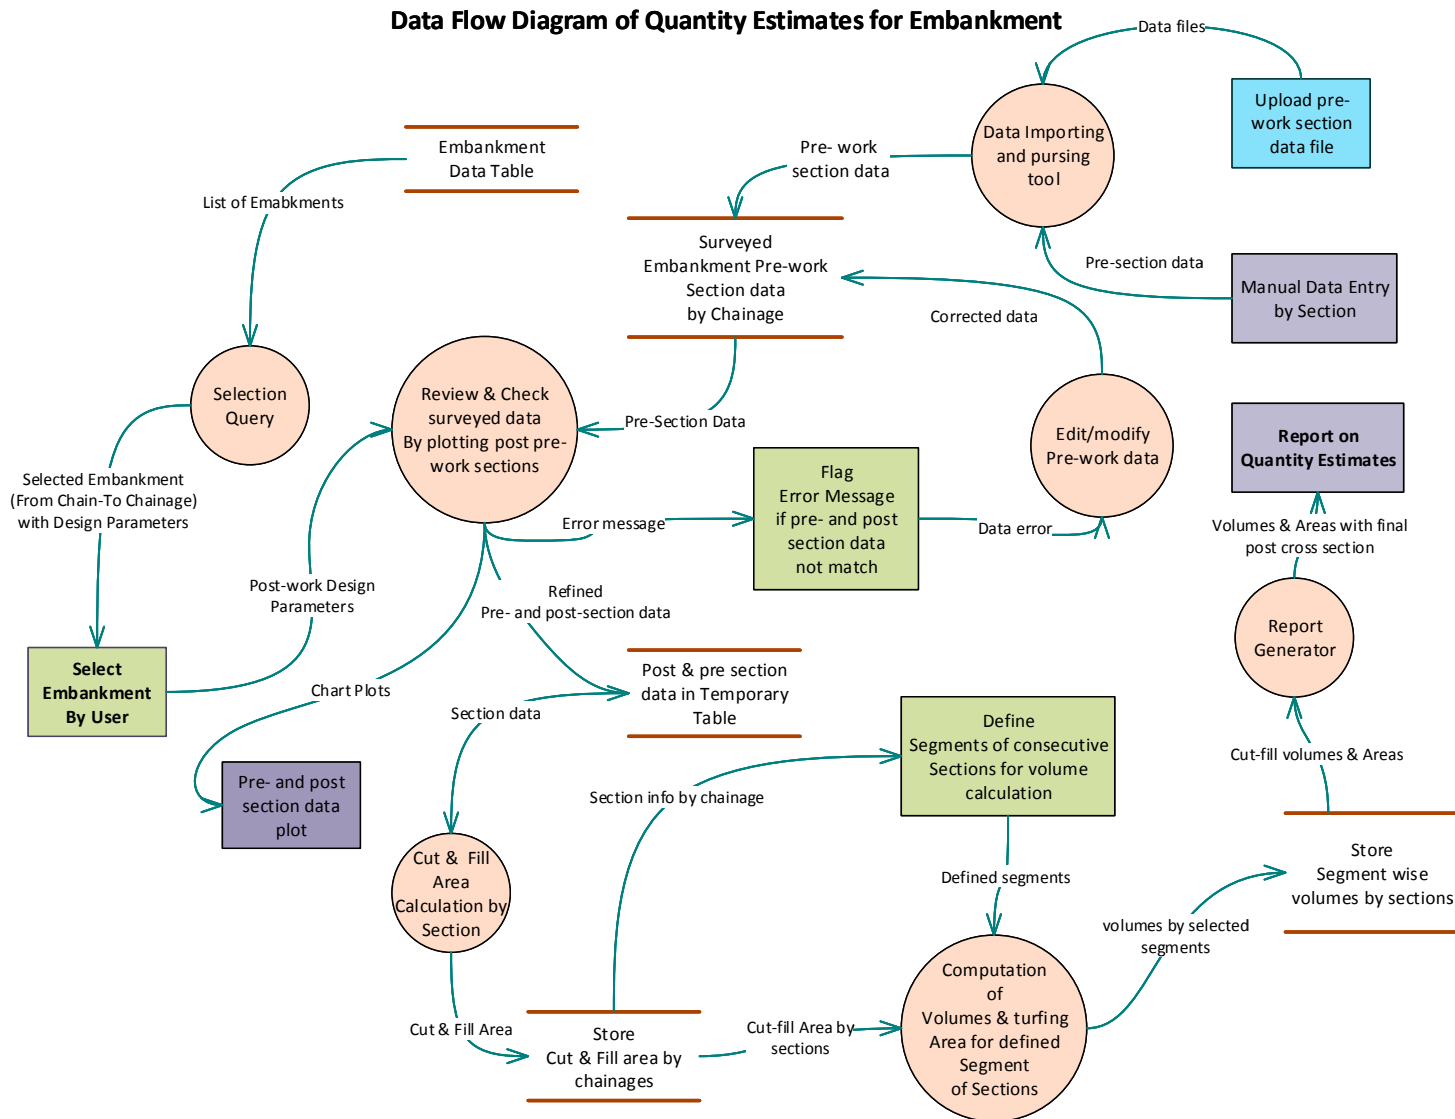 Data Flow Diagram of Quantity Estimates for Embankment
Data files
Upload pre-
work section
data file
Data Importing
and pursing
tool
Pre- work
section data
Embankment
Data Table
List of Emabkments
Surveyed
Embankment Pre-work
Section data
by Chainage
Pre-section data
Manual Data Entry
by Section
Corrected data
Selection
Query
Review & Check
surveyed data
By plotting post pre-
work sections
Pre-Section Data
Edit/modify
Pre-work data
Report on
Quantity Estimates
Selected Embankment
(From Chain-To Chainage)
with Design Parameters
Flag
Error Message
if pre- and post
section data
not match
Error message
Data error
Volumes & Areas with final
post cross section
Post-work Design
Parameters
Refined
Pre- and post-section data
Report
Generator
Select
Embankment
By User
Chart Plots
Post & pre section
data in Temporary
Table
Section data
Define
Segments of consecutive
Sections for volume
calculation
Cut-fill volumes & Areas
Pre- and post
section data
plot
Section info by chainage
Cut &  Fill
Area
Calculation by
Section
Defined segments
Store
Segment wise
volumes by sections
volumes by selected
segments
Computation
of
Volumes & turfing
Area for defined
Segment
of Sections
Cut & Fill Area
Store
Cut & Fill area by
chainages
Cut-fill Area by
sections